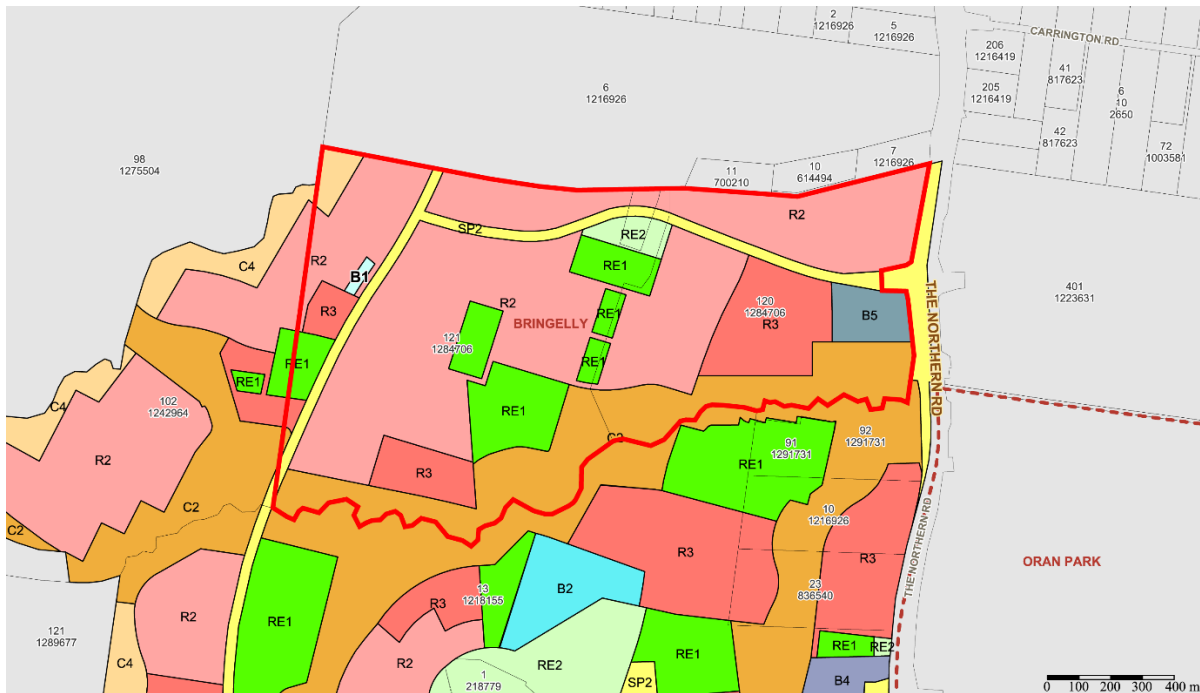 2
1216926
5
1216926
CARRINGTON RD
206
1216419
41
817623
6
10
2650
205
1216419
6
1216926
42
817623
72
1003581
98
1275504
7
1216926
11
700210
10
614494
R2
SP2
RE2
C4
R2
B1
RE1
401
1223631
THE NORTHERN RD
R2
R3
BRINGELLY
RE1
120
1284706
R3
B5
121
1284706
RE1
RE1
RE1
C4
102
1242964
RE1
R2
C2
92
1291731
91
1291731
RE1
R3
C2
C2
10
1216926
THE NORTHERN RD
R3
R3
ORAN PARK
13
1218155
B2
23
836540
R3
R2
RE1
121
1289677
C4
R2
RE2
1
218779
RE1
SP2
RE1
RE2
B4
0 100 200 300 400 m